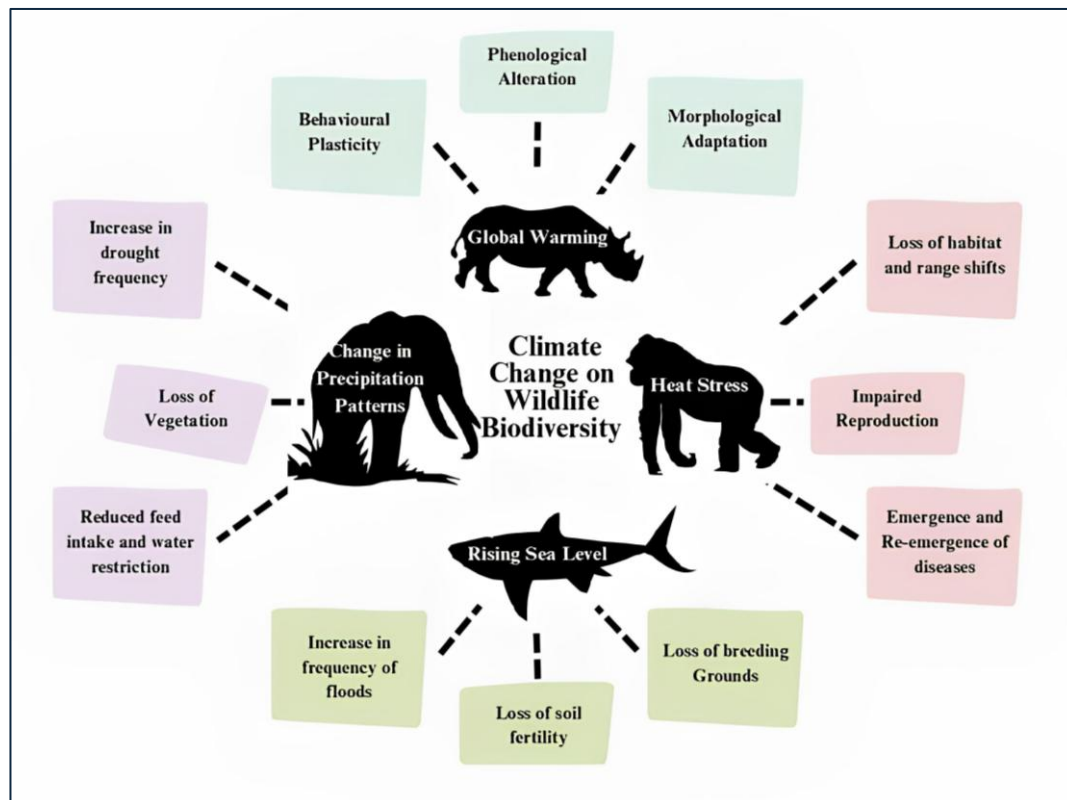 Phenological
Alteration
Behavioural
Plasticity
Morphological
Adaptation
Global Warming
Increase in
drought
frequency
Loss of habitat
and range shifts
Change in
Precipitation
Patterns
Climate
Change on
Wildlife
Biodiversity
Heat Stress
Loss of
Vegetation
Impaired
Reproduction
Reduced feed
intake and water
restriction
Emergence and
Re-emergence of
diseases
Rising Sea Level
Increase in
frequency of
floods
Loss of soil
fertility
Loss of breeding
Grounds